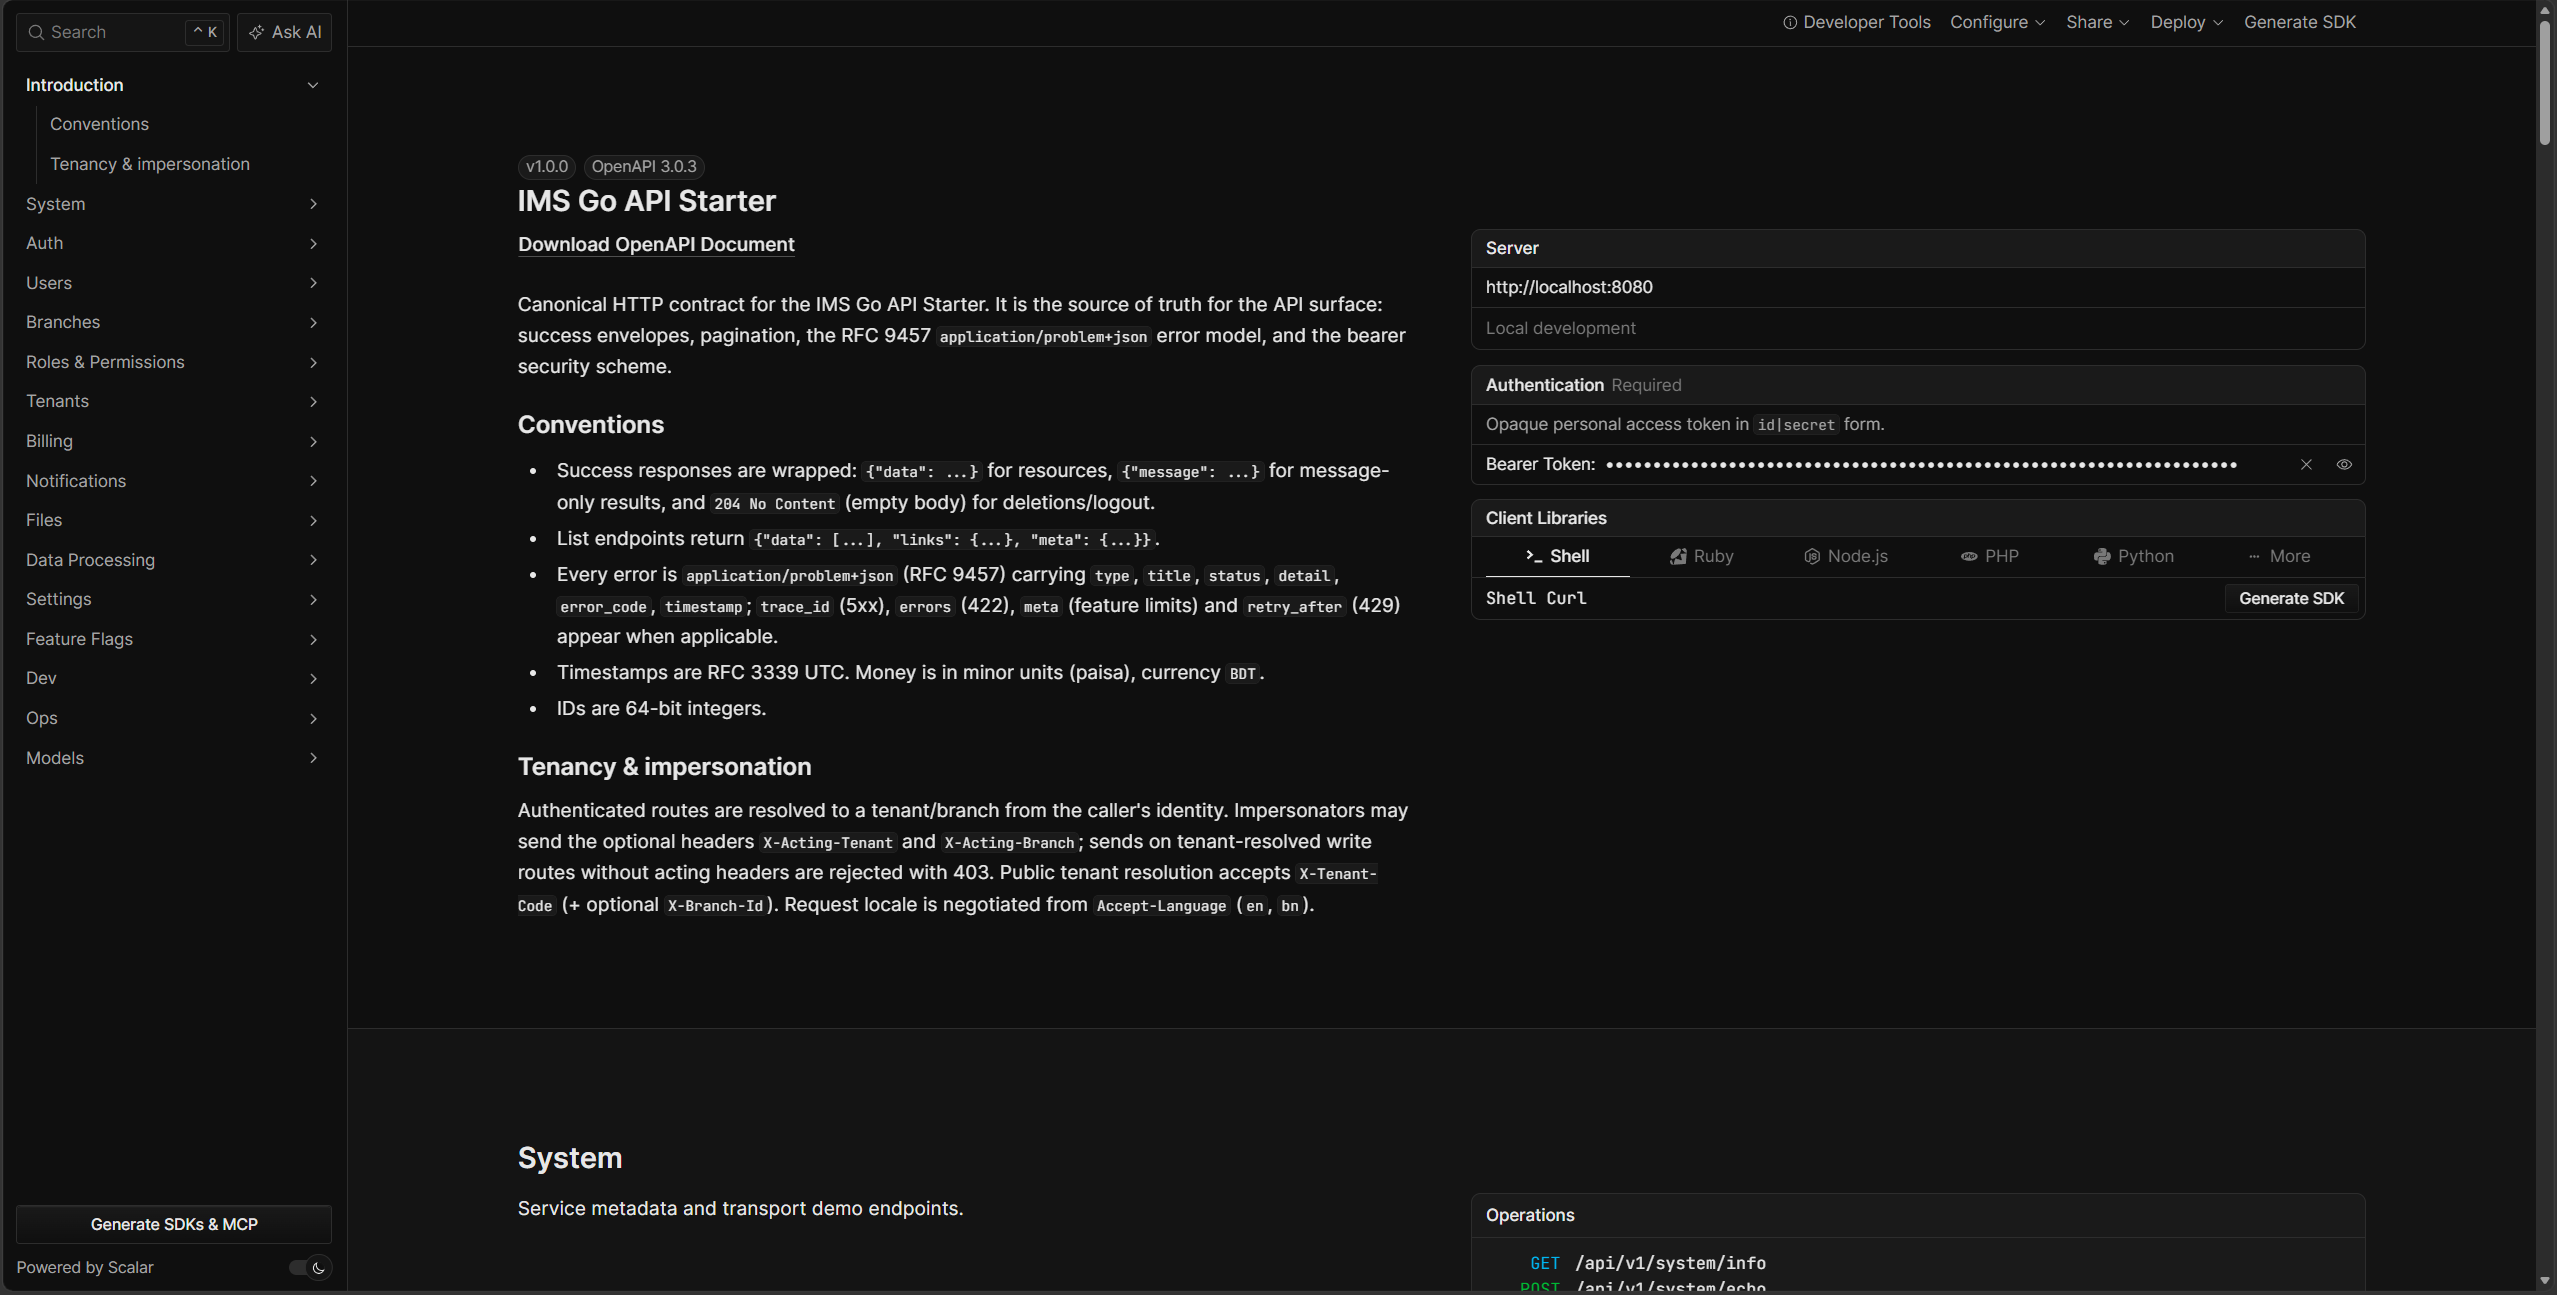 Search
^ K
Ask AI
Introduction
Conventions
Tenancy & impersonation
System
Auth
Users
Branches
Roles & Permissions
Tenants
Billing
Notifications
Files
Data Processing
Settings
Feature Flags
Dev
Ops
Models
Generate SDKs & MCP
Powered by Scalar
Developer Tools
Configure
Share
Deploy
Generate SDK
v1.0.0
OpenAPI 3.0.3
IMS Go API Starter
Download OpenAPI Document
Canonical HTTP contract for the IMS Go API Starter. It is the source of truth for the API surface:
success envelopes, pagination, the RFC 9457 application/problem+json error model, and the bearer
security scheme.
Conventions
• Success responses are wrapped: {"data": ...} for resources, {"message": ...} for message-
only results, and 204 No Content (empty body) for deletions/logout.
• List endpoints return {"data": [...], "links": {...}, "meta": {...}}.
• Every error is application/problem+json (RFC 9457) carrying type, title, status, detail,
error_code, timestamp; trace_id (5xx), errors (422), meta (feature limits) and retry_after (429)
appear when applicable.
• Timestamps are RFC 3339 UTC. Money is in minor units (paisa), currency BDT.
• IDs are 64-bit integers.
Tenancy & impersonation
Authenticated routes are resolved to a tenant/branch from the caller's identity. Impersonators may
send the optional headers X-Acting-Tenant and X-Acting-Branch; sends on tenant-resolved write
routes without acting headers are rejected with 403. Public tenant resolution accepts X-Tenant-
Code (+ optional X-Branch-Id). Request locale is negotiated from Accept-Language (en, bn).
Server
http://localhost:8080
Local development
Authentication Required
Opaque personal access token in id|secret form.
Bearer Token:
Client Libraries
Shell
Ruby
Node.js
PHP
Python
More
Shell Curl
Generate SDK
System
Service metadata and transport demo endpoints.
Operations
GET /api/v1/system/info
POST /api/v1/system/echo